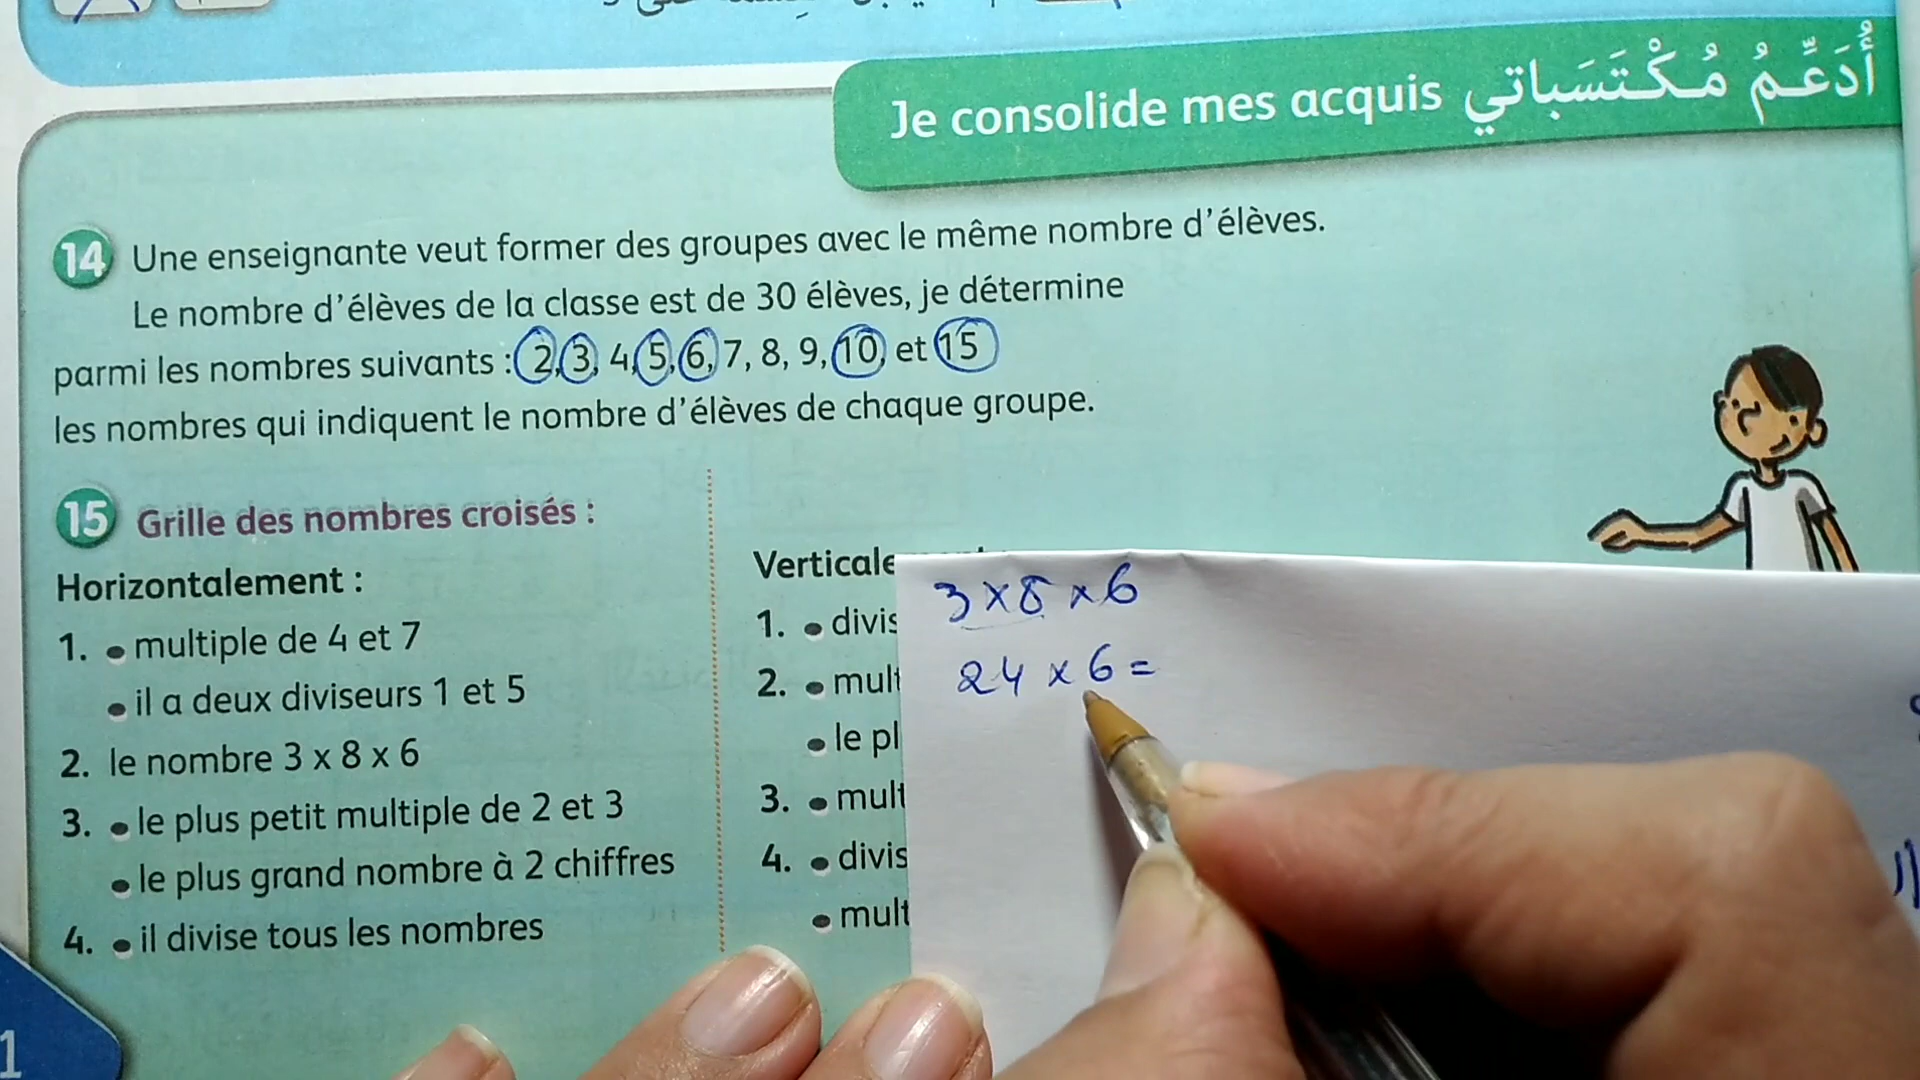 Je consolide mes acquis أُدَعِّمُ مُكْتَسَباتي
14 Une enseignante veut former des groupes avec le même nombre d’élèves.
Le nombre d’élèves de la classe est de 30 élèves, je détermine
parmi les nombres suivants : 2, 3, 4, 5, 6, 7, 8, 9, 10, et 15
les nombres qui indiquent le nombre d’élèves de chaque groupe.
15 Grille des nombres croisés :
Horizontalement :
1. • multiple de 4 et 7
• il a deux diviseurs 1 et 5
2. le nombre 3 x 8 x 6
3. • le plus petit multiple de 2 et 3
• le plus grand nombre à 2 chiffres
4. • il divise tous les nombres
Verticale
1. • divis
2. • mult
• le pl
3. • mult
4. • divis
• mult
3 x 8 x 6
24 x 6 =
1